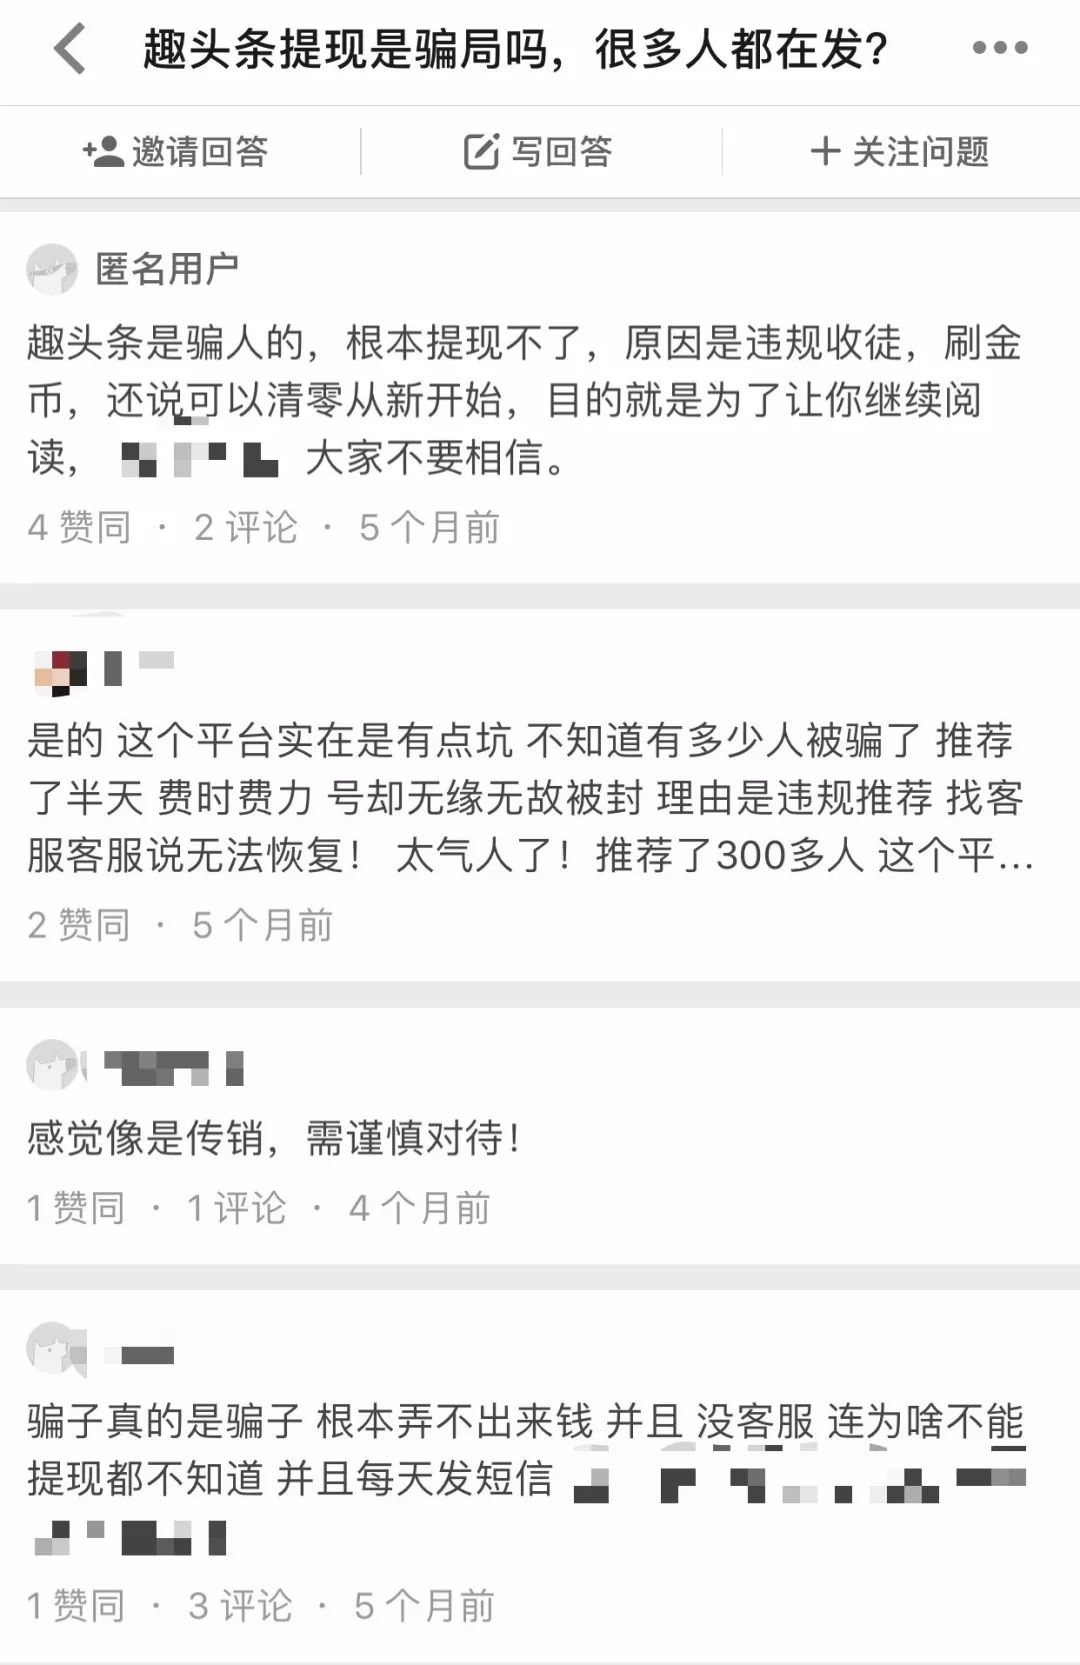 趣头条提现是骗局吗，很多人都在发？
邀请回答
写回答
关注问题
匿名用户
趣头条是骗人的，根本提现不了，原因是违规收徒，刷金
币，还说可以清零从新开始，目的就是为了让你继续阅
读， 大家不要相信。
4 赞同 · 2 评论 · 5 个月前
是的 这个平台实在是有点坑 不知道有多少人被骗了 推荐
了半天 费时费力 号却无缘无故被封 理由是违规推荐 找客
服客服说无法恢复！ 太气人了！推荐了300多人 这个平...
2 赞同 · 5 个月前
感觉像是传销，需谨慎对待！
1 赞同 · 1 评论 · 4 个月前
骗子真的是骗子 根本弄不出来钱 并且 没客服 连为啥不能
提现都不知道 并且每天发短信
1 赞同 · 3 评论 · 5 个月前